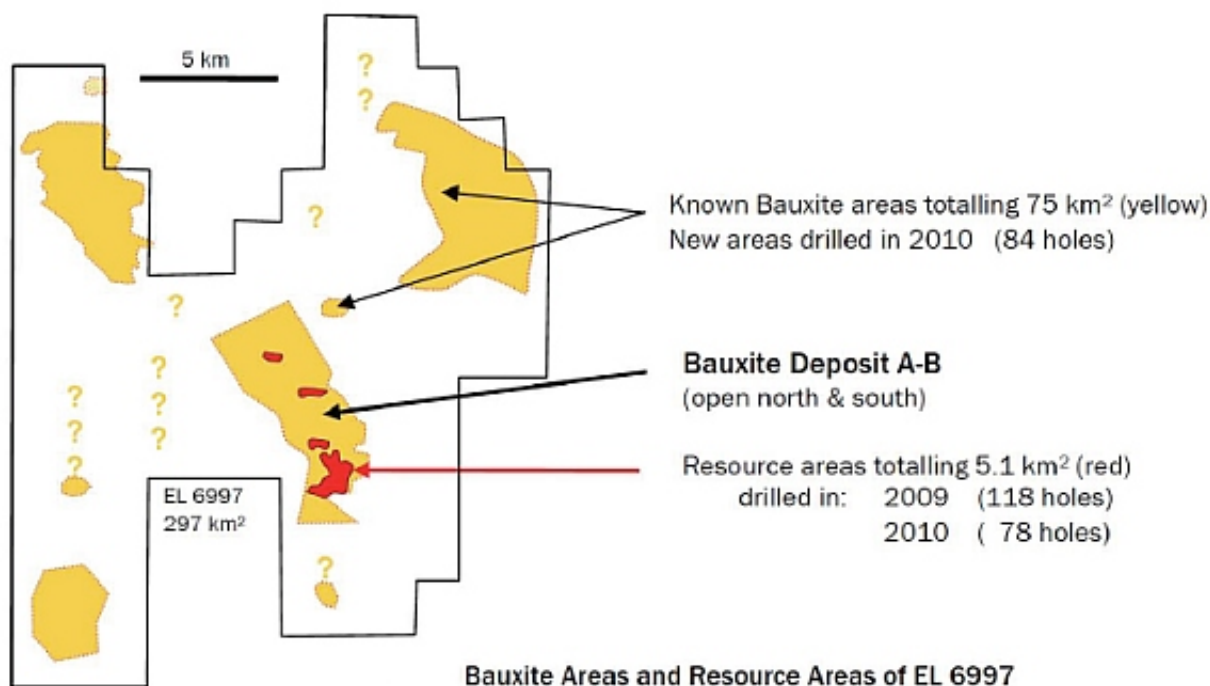 5 km
?
?
Known Bauxite areas totalling 75 km² (yellow)
New areas drilled in 2010 (84 holes)
?
?
Bauxite Deposit A-B
(open north & south)
?
?
?
?
?
?
Resource areas totalling 5.1 km² (red)
drilled in: 2009 (118 holes)
2010 ( 78 holes)
EL 6997
297 km²
?
Bauxite Areas and Resource Areas of EL 6997